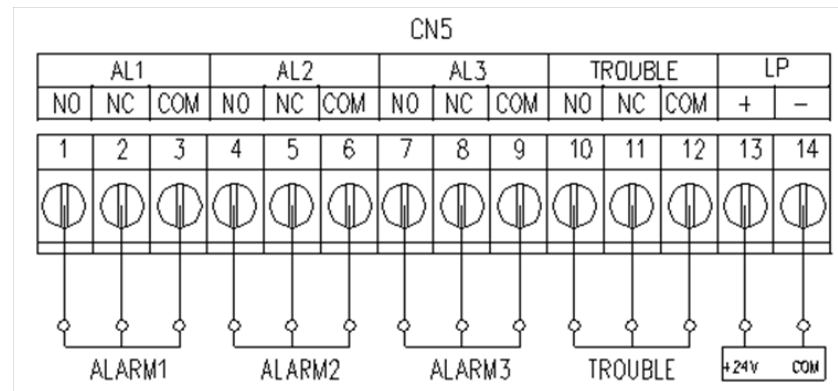 CN5
AL1 AL2 AL3 TROUBLE LP
NO NC COM NO NC COM NO NC COM NO NC COM + −
1 2 3 4 5 6 7 8 9 10 11 12 13 14
ALARM1 ALARM2 ALARM3 TROUBLE +24V COM